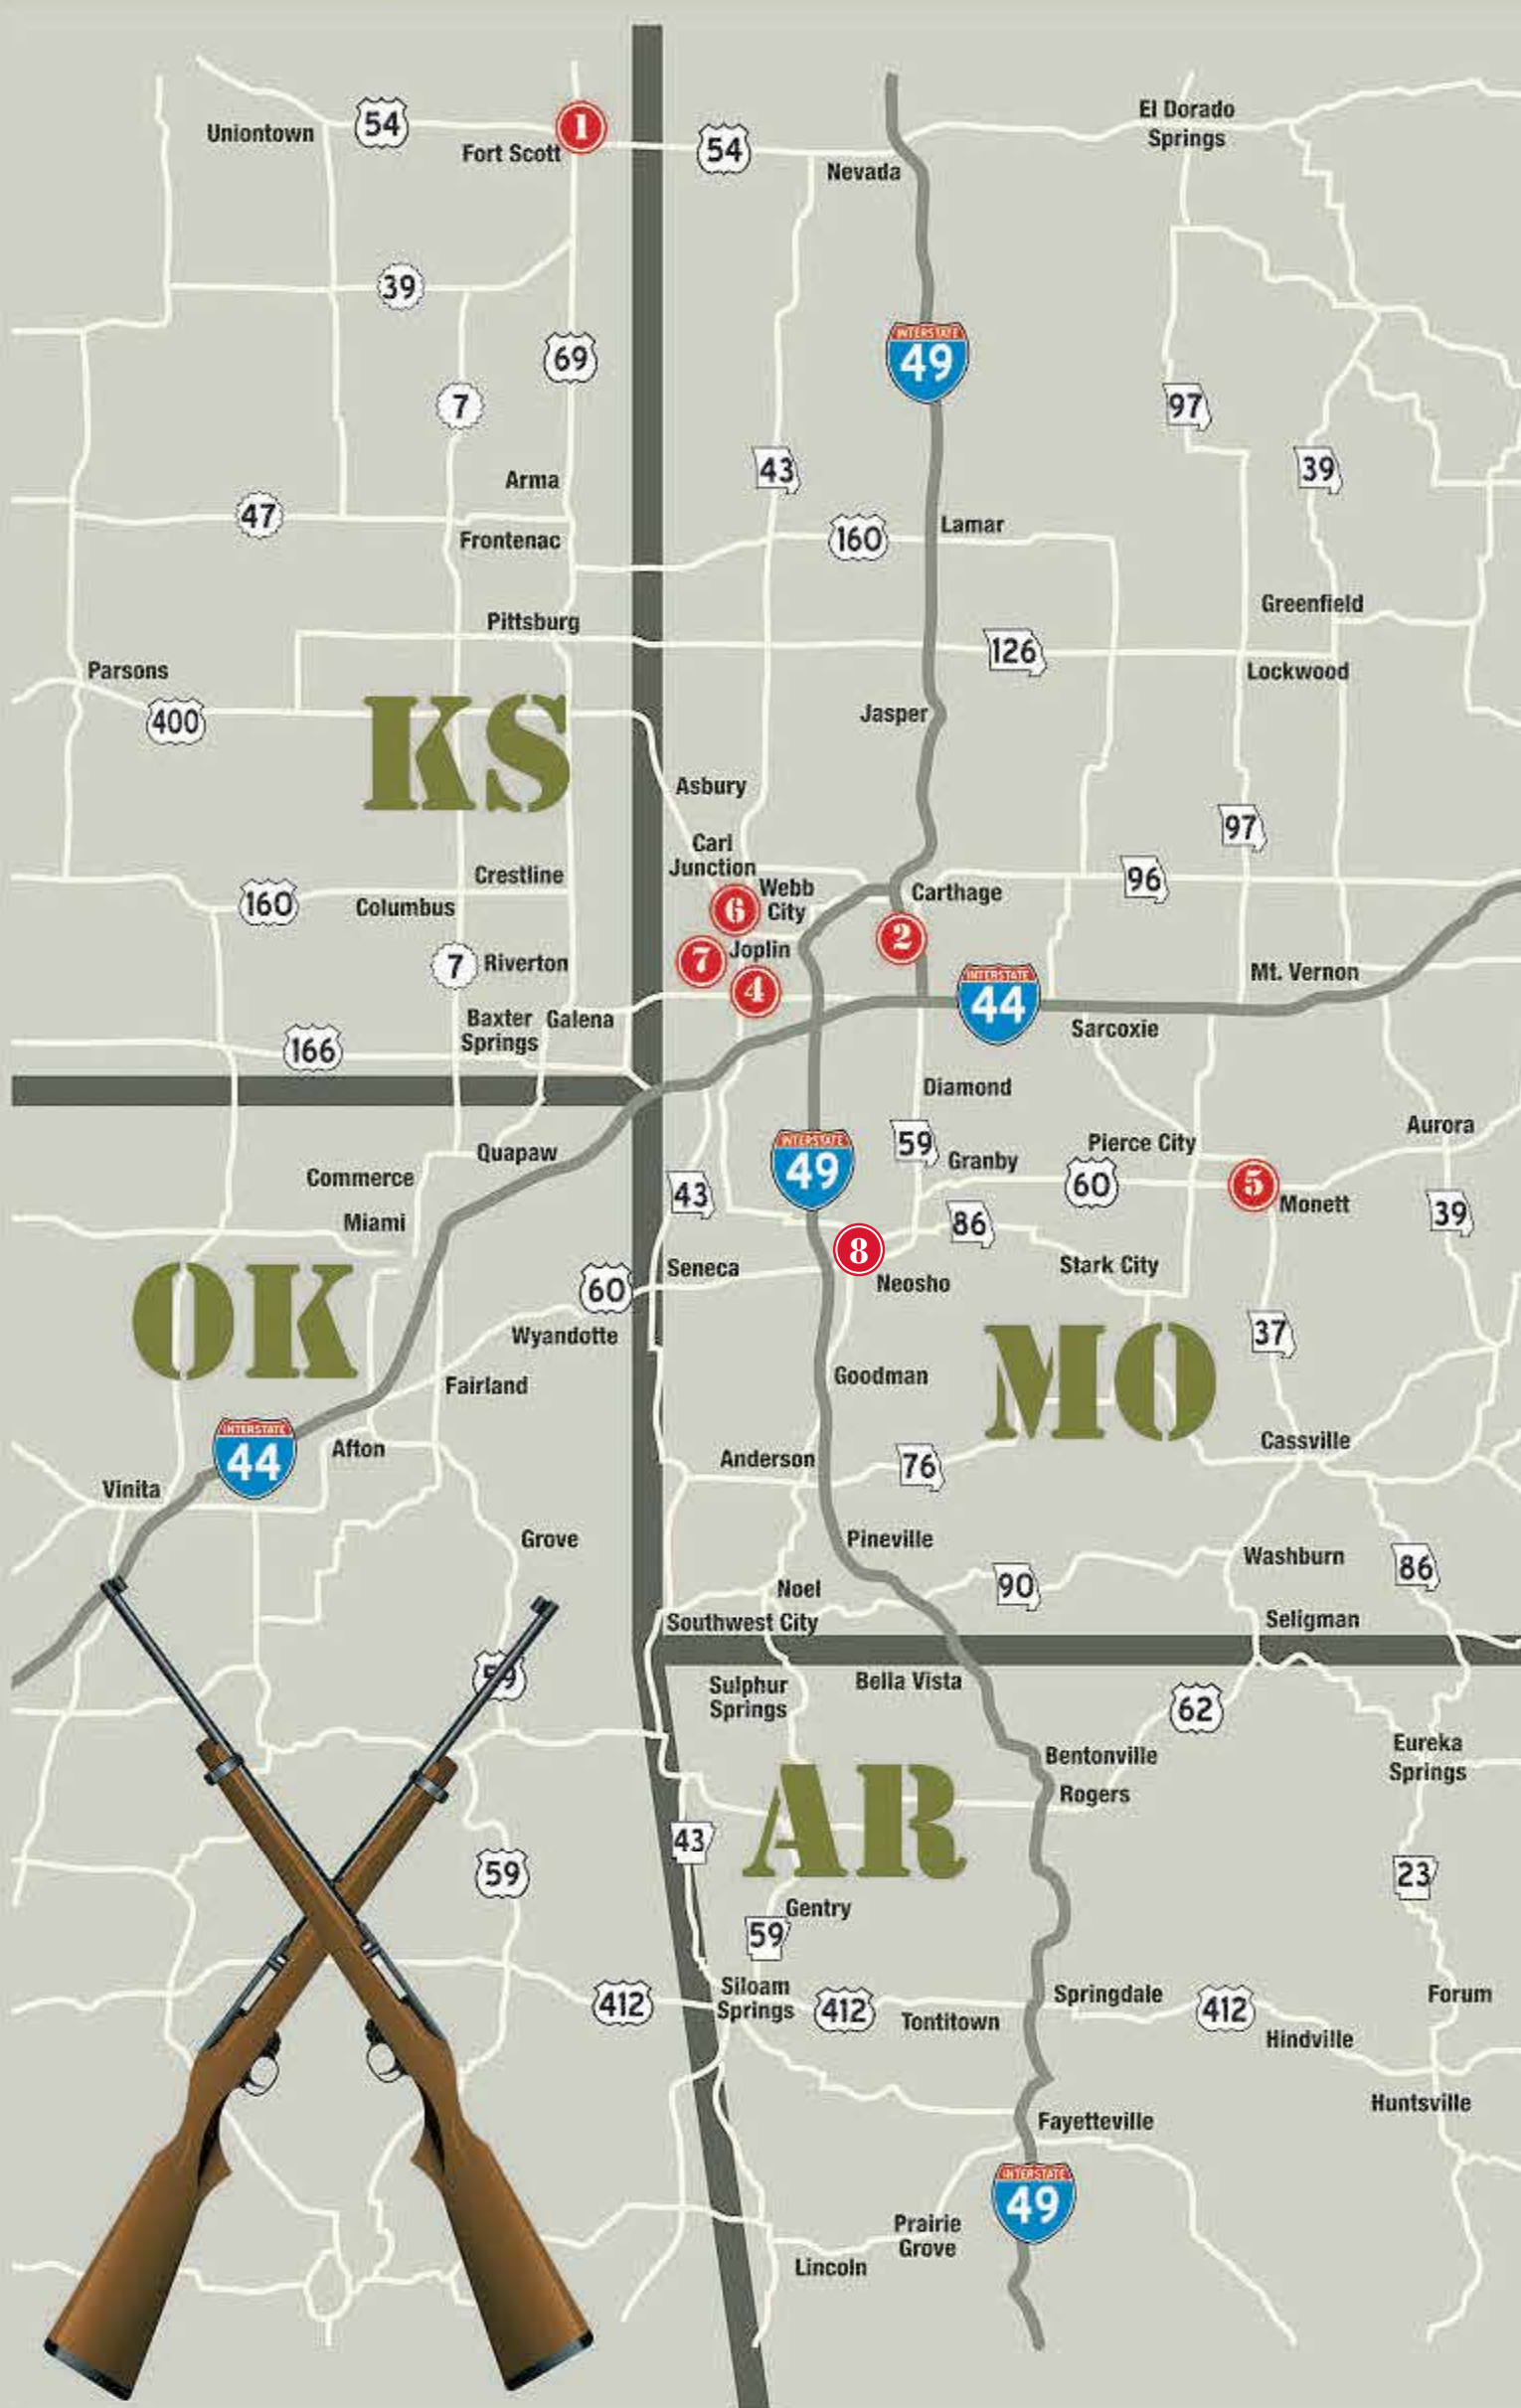 El Dorado
Springs
Uniontown
54
1
Fort Scott
54
Nevada
39
69
INTERSTATE
49
7
97
43
39
Arma
47
160
Lamar
Frontenac
Greenfield
Pittsburg
126
Parsons
Lockwood
400
Jasper
KS
Asbury
97
Carl
Junction
Crestline
96
160
Columbus
6
Webb
City
Carthage
2
7
Riverton
7
Joplin
4
Mt. Vernon
INTERSTATE
44
Baxter
Springs
Galena
Sarcoxie
166
Diamond
Aurora
Quapaw
INTERSTATE
49
59
Pierce City
Commerce
Granby
43
60
5
Monett
Miami
86
39
8
Seneca
Neosho
Stark City
OK
60
Wyandotte
MO
37
Goodman
Fairland
INTERSTATE
44
Afton
Anderson
76
Cassville
Vinita
Grove
Pineville
Washburn
86
Noel
90
Southwest City
Seligman
59
Sulphur
Springs
Bella Vista
62
Eureka
Springs
Bentonville
Rogers
AR
43
59
23
Gentry
59
412
Siloam
Springs
412
Tontitown
Springdale
412
Forum
Hindville
Huntsville
Fayetteville
INTERSTATE
49
Prairie
Grove
Lincoln